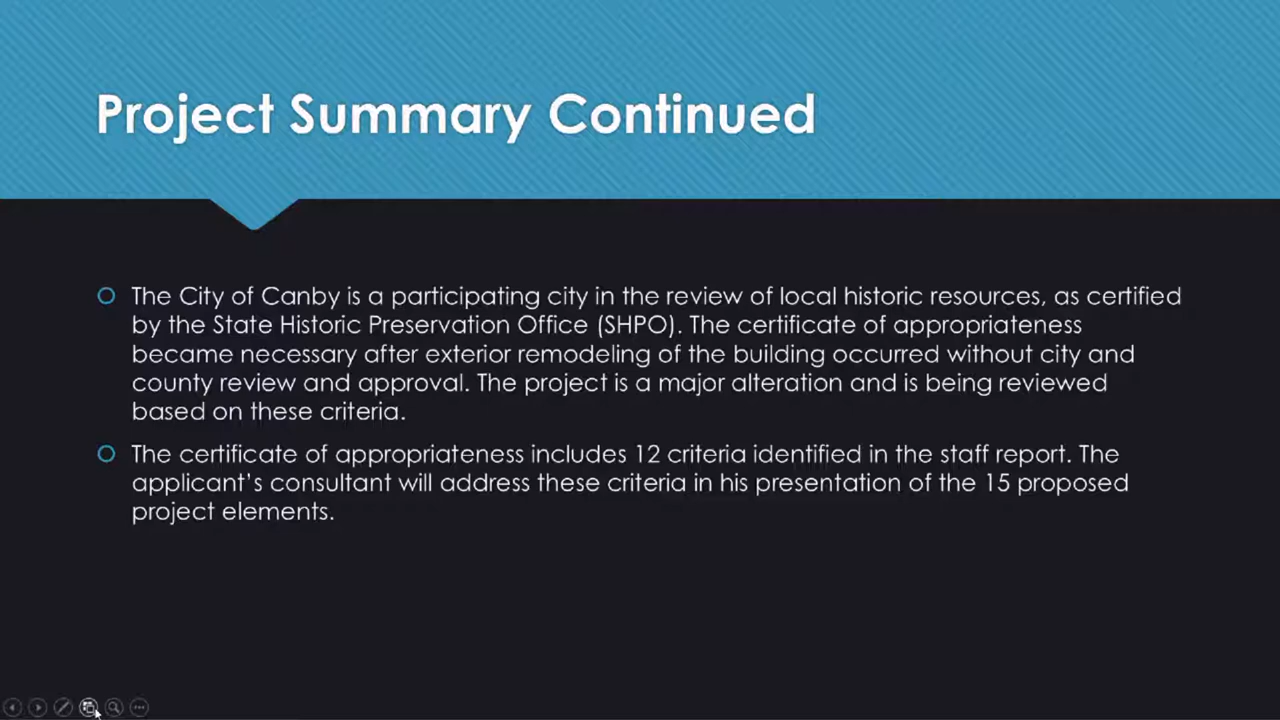 Project Summary Continued
The City of Canby is a participating city in the review of local historic resources, as certified
by the State Historic Preservation Office (SHPO). The certificate of appropriateness
became necessary after exterior remodeling of the building occurred without city and
county review and approval. The project is a major alteration and is being reviewed
based on these criteria.
The certificate of appropriateness includes 12 criteria identified in the staff report. The
applicant's consultant will address these criteria in his presentation of the 15 proposed
project elements.